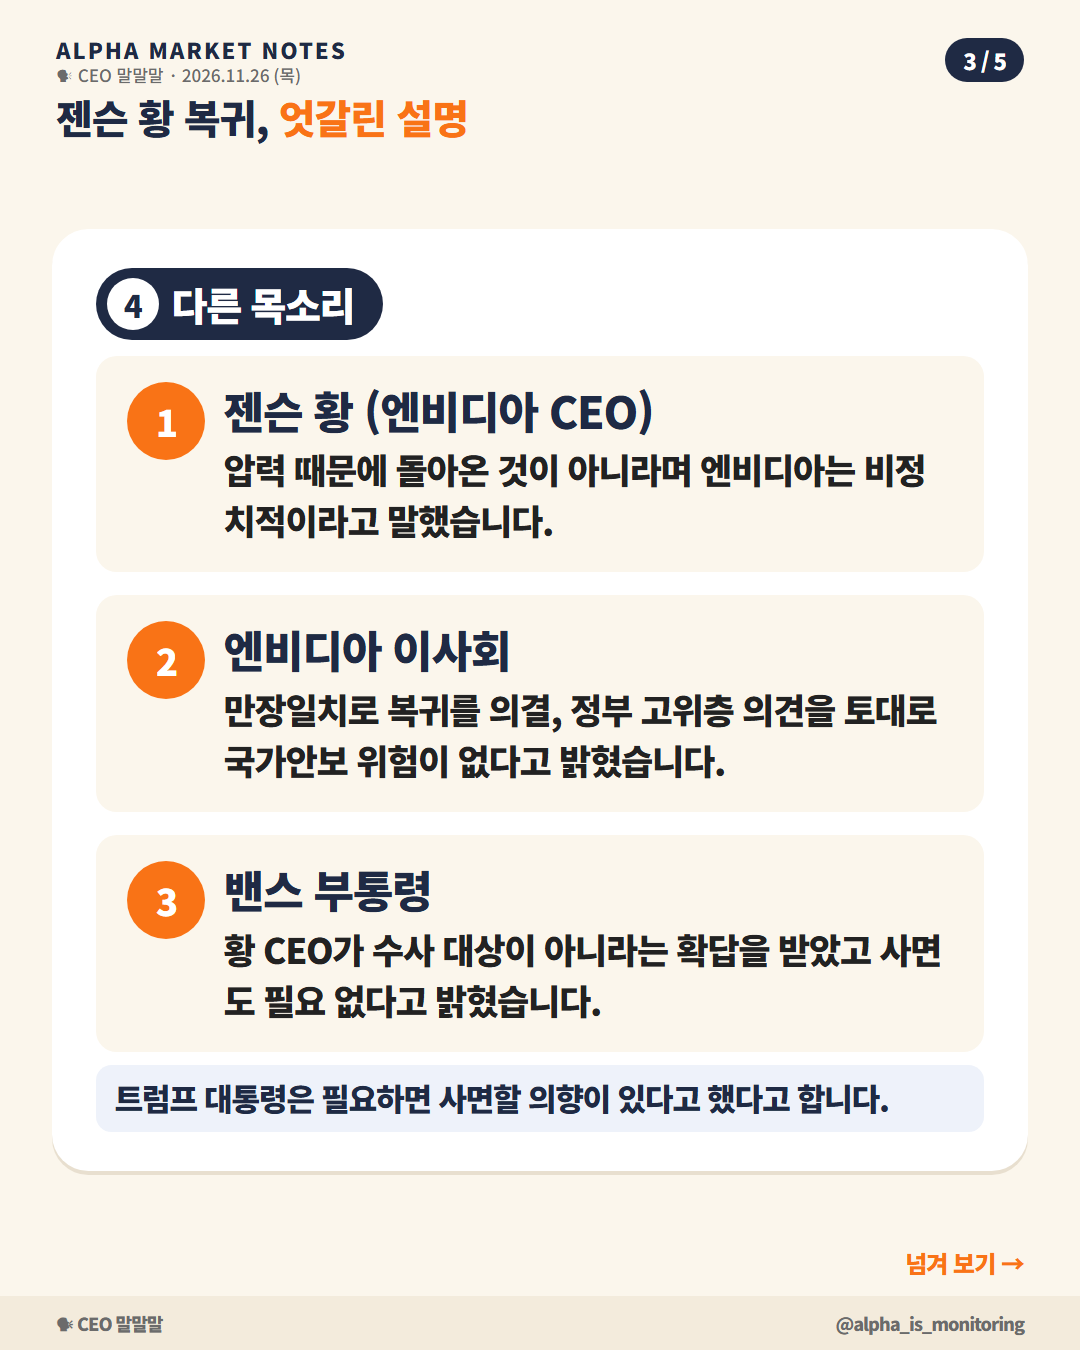 ALPHA MARKET NOTES
🗣 CEO 말말말 · 2026.11.26 (목)
3 / 5
젠슨 황 복귀, 엇갈린 설명
4 다른 목소리
1 젠슨 황 (엔비디아 CEO)
압력 때문에 돌아온 것이 아니라며 엔비디아는 비정
치적이라고 말했습니다.
2 엔비디아 이사회
만장일치로 복귀를 의결, 정부 고위층 의견을 토대로
국가안보 위험이 없다고 밝혔습니다.
3 밴스 부통령
황 CEO가 수사 대상이 아니라는 확답을 받았고 사면
도 필요 없다고 밝혔습니다.
트럼프 대통령은 필요하면 사면할 의향이 있다고 했다고 합니다.
넘겨 보기 →
🗣 CEO 말말말
@alpha_is_monitoring